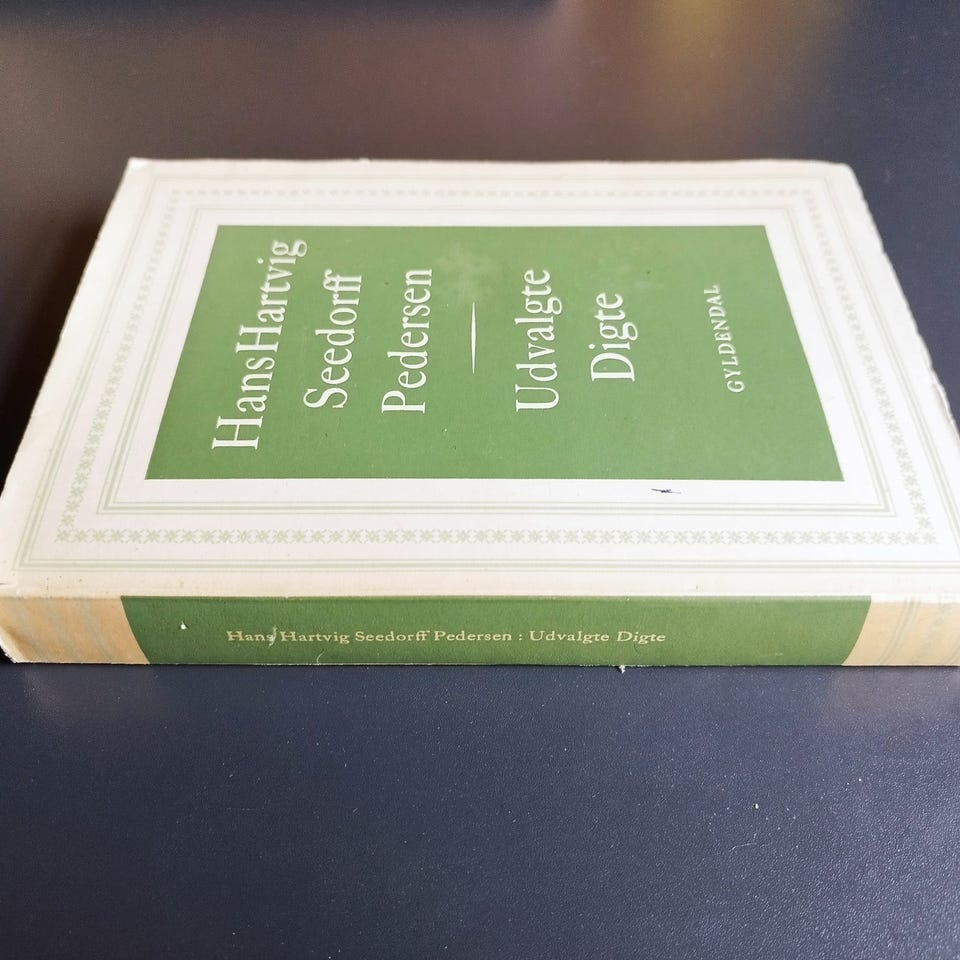 Hans Hartvig
Seedorff
Pedersen
Udvalgte
Digte
GYLDENDAL
Hans Hartvig Seedorff Pedersen : Udvalgte Digte